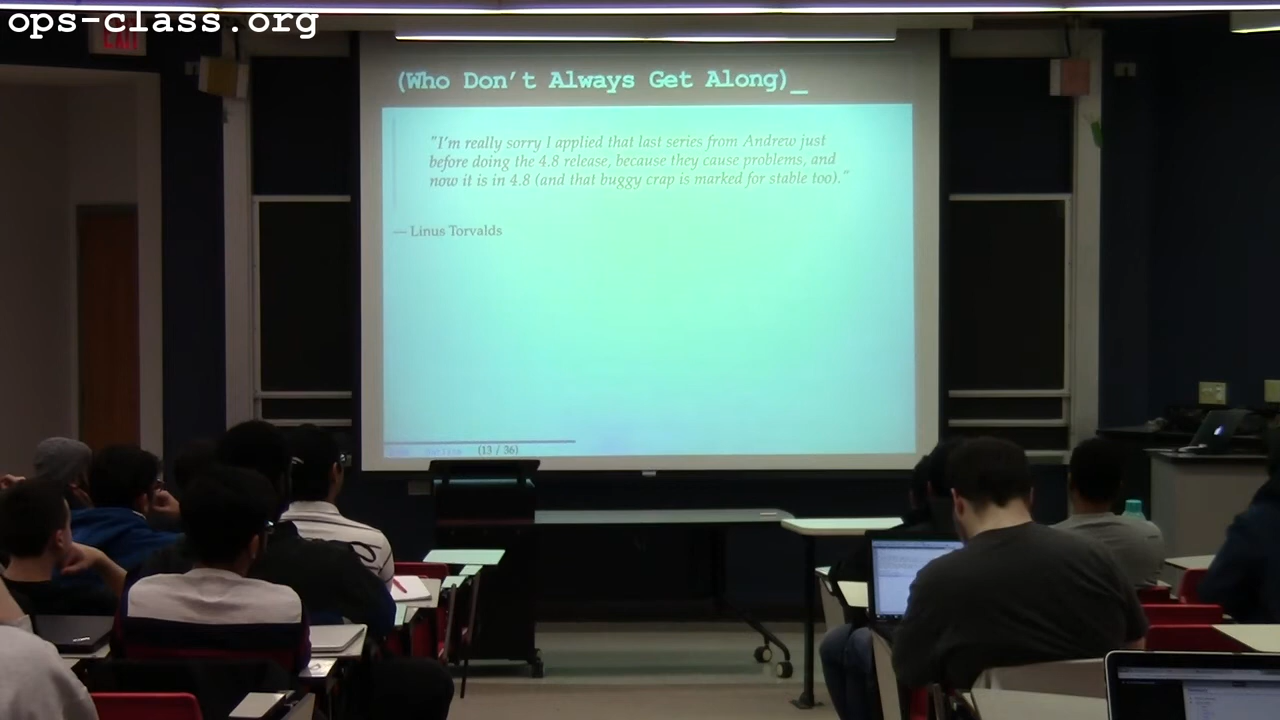 ops-class.org
EXIT
(Who Don't Always Get Along)_
"I'm really sorry I applied that last series from Andrew just
before doing the 4.8 release, because they cause problems, and
now it is in 4.8 (and that buggy crap is marked for stable too)."
— Linus Torvalds
(13 / 36)